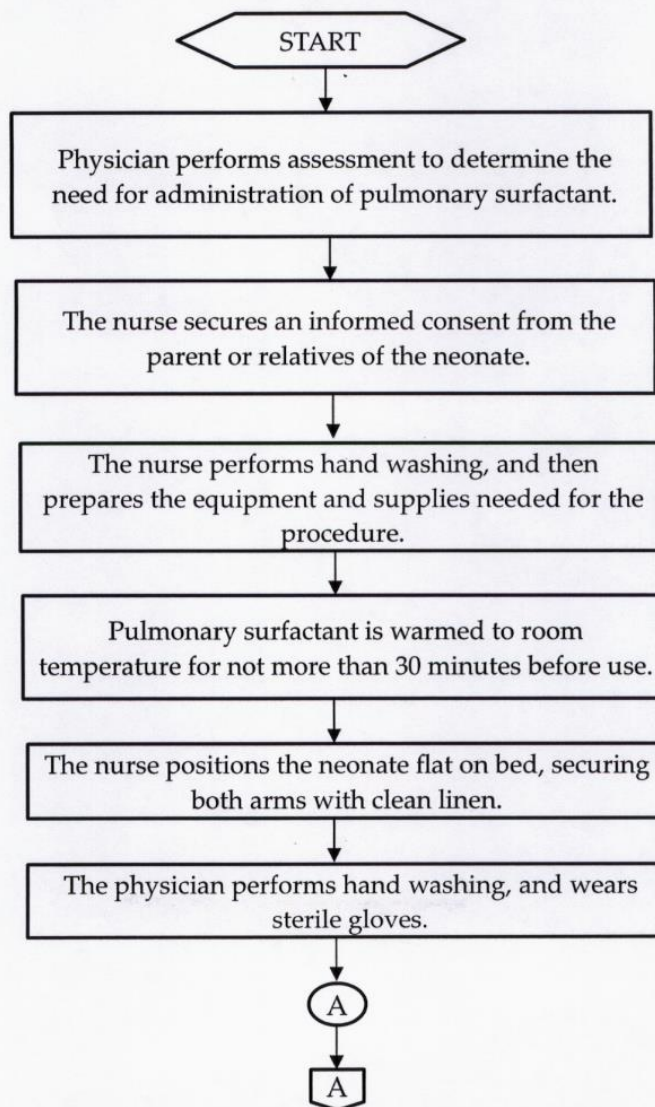 START
Physician performs assessment to determine the
need for administration of pulmonary surfactant.
The nurse secures an informed consent from the
parent or relatives of the neonate.
The nurse performs hand washing, and then
prepares the equipment and supplies needed for the
procedure.
Pulmonary surfactant is warmed to room
temperature for not more than 30 minutes before use.
The nurse positions the neonate flat on bed, securing
both arms with clean linen.
The physician performs hand washing, and wears
sterile gloves.
A
A